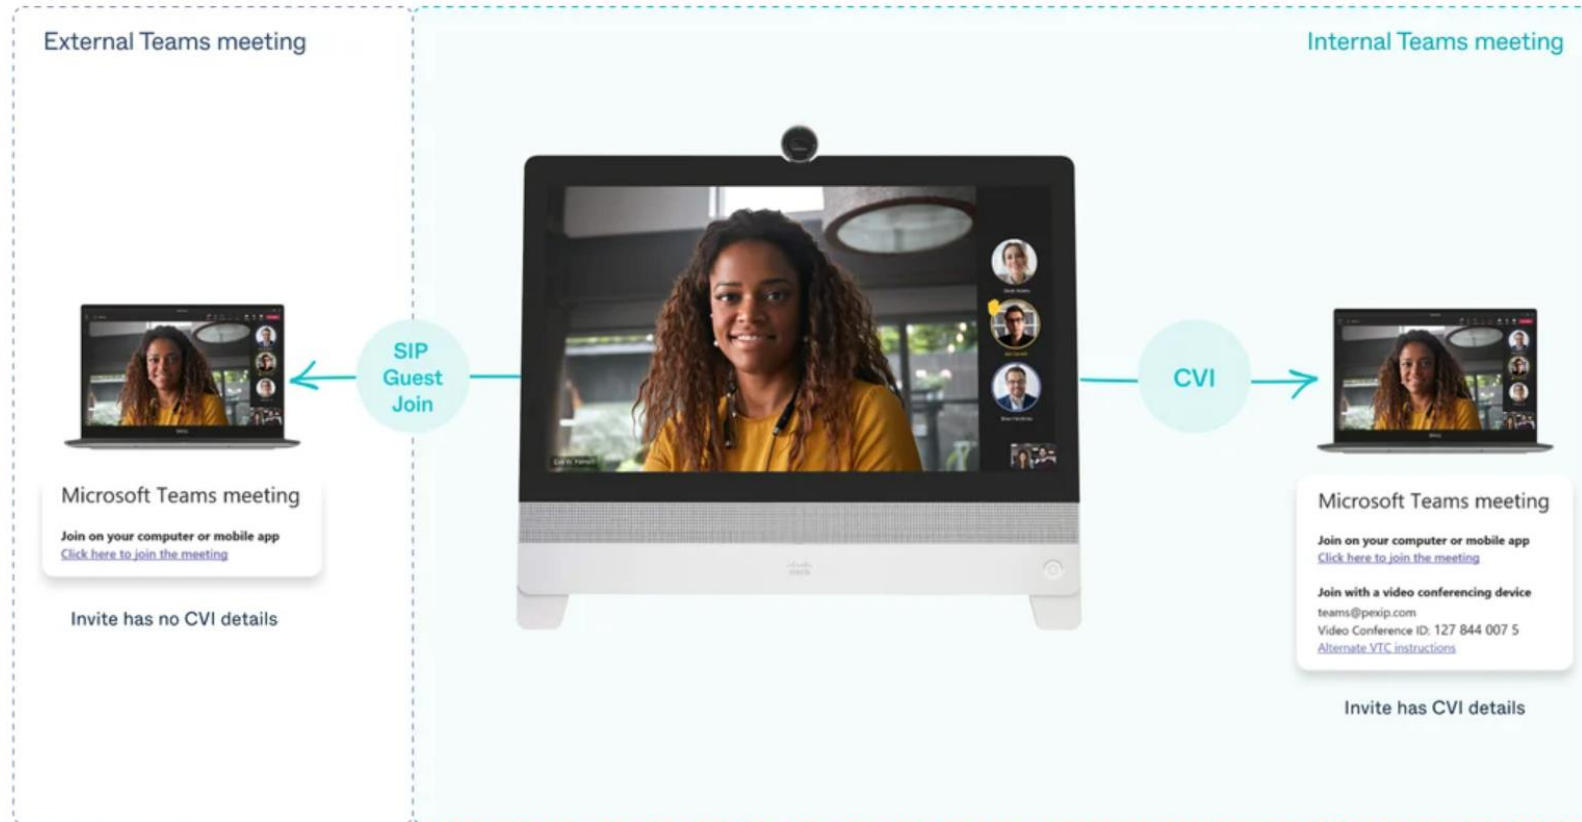 External Teams meeting
Internal Teams meeting
SIP
Guest
Join
CVI
Microsoft Teams meeting
Join on your computer or mobile app
Click here to join the meeting
Invite has no CVI details
Microsoft Teams meeting
Join on your computer or mobile app
Click here to join the meeting
Join with a video conferencing device
teams@pexip.com
Video Conference ID: 127 844 007 5
Alternate VTC instructions
Invite has CVI details